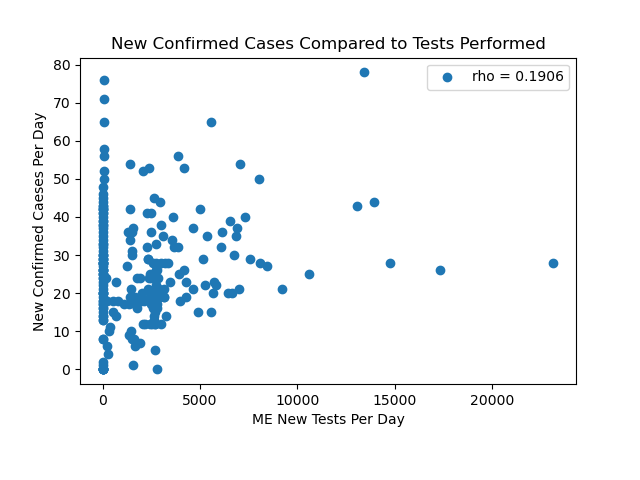 New Confirmed Cases Compared to Tests Performed
rho = 0.1906
80
70
60
50
40
30
20
10
0
New Confirmed Caeses Per Day
0 5000 10000 15000 20000
ME New Tests Per Day